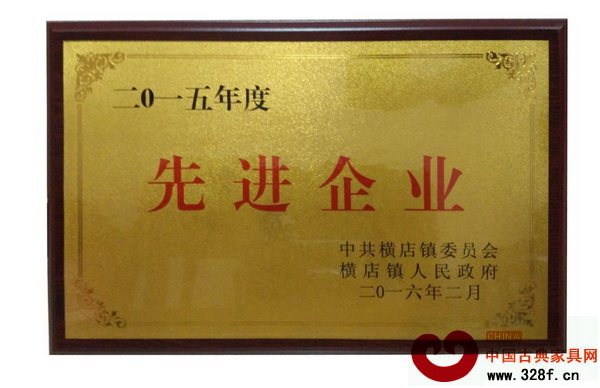 二0一五年度
先进企业
中共横店镇委员会
横店镇人民政府
二0一六年二月
CHINA
中国古典家具网
www.328f.cn